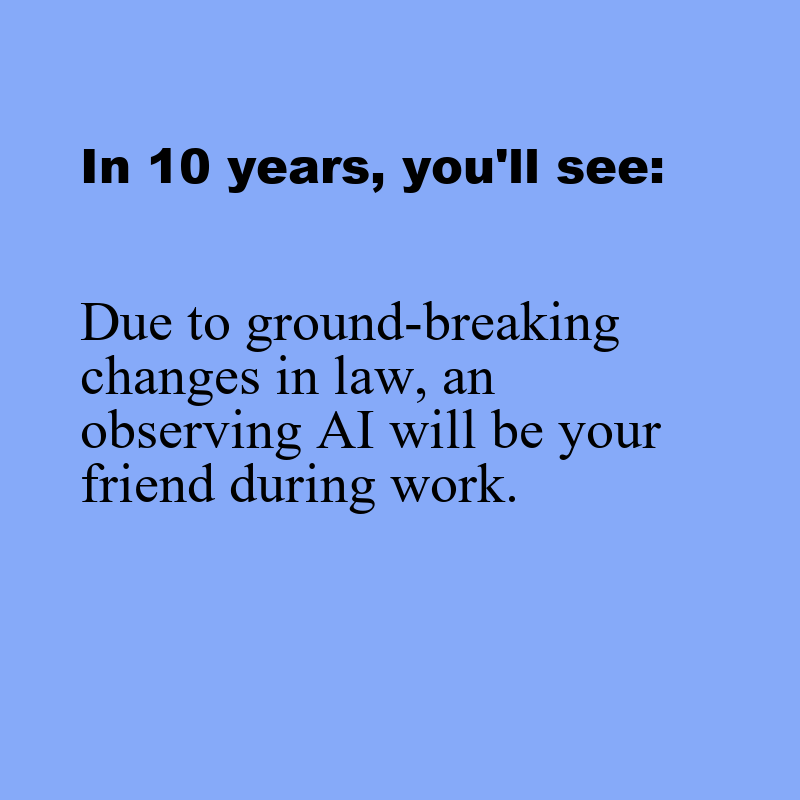 In 10 years, you'll see:
Due to ground-breaking
changes in law, an
observing AI will be your
friend during work.